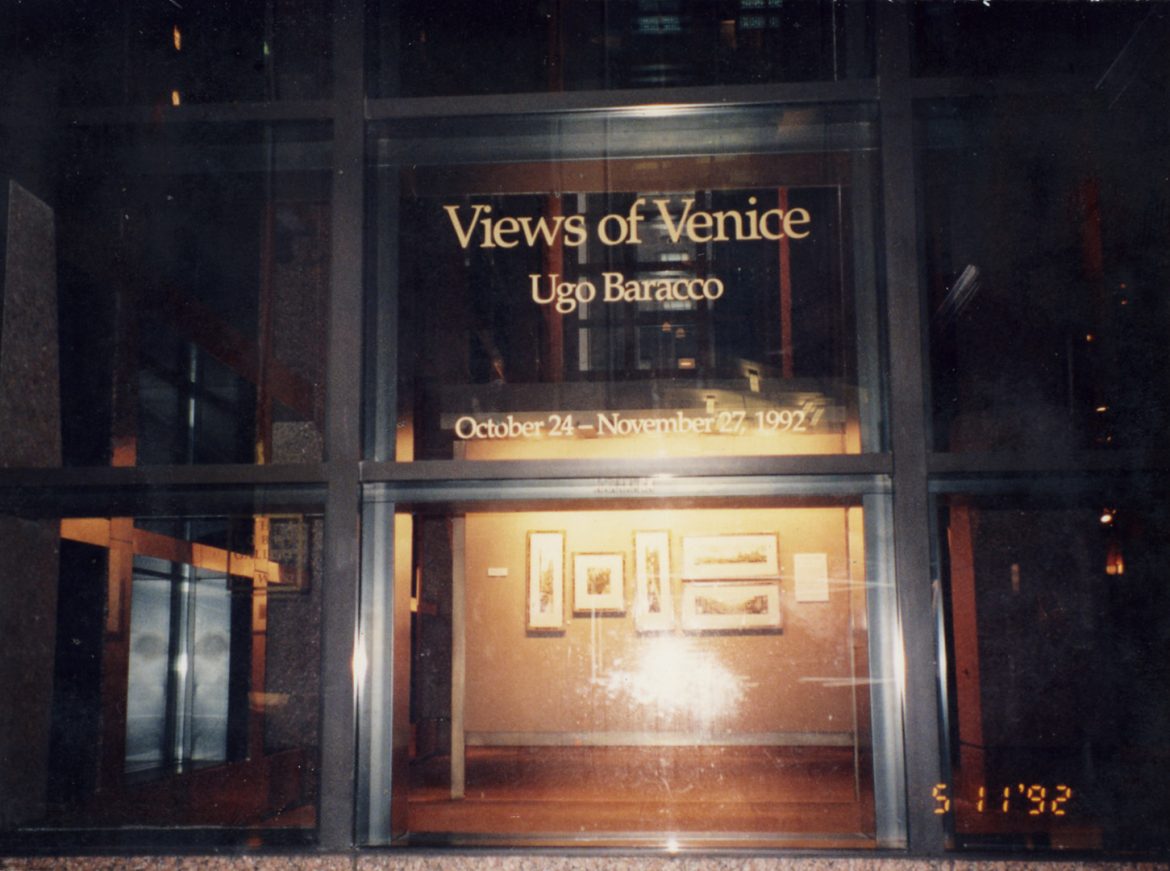 Views of Venice
Ugo Baracco
October 24 – November 27, 1992
5 11 '92